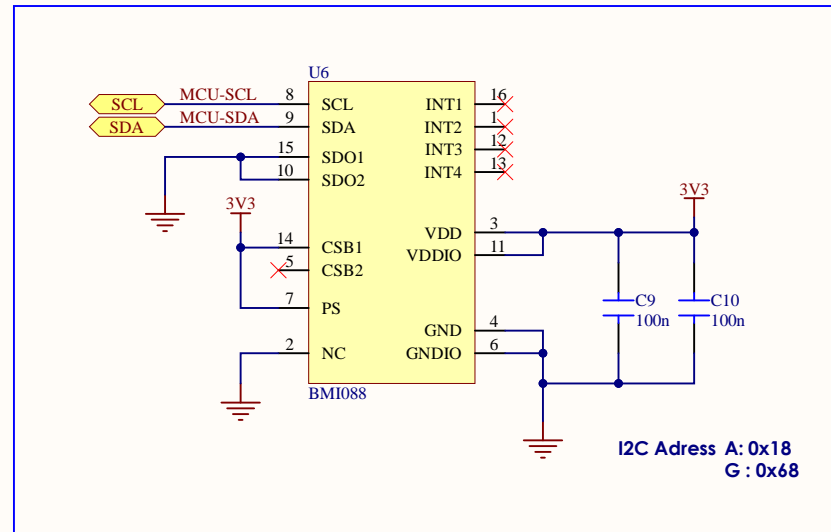 U6
SCL MCU-SCL 8 SCL
SDA MCU-SDA 9 SDA
15 SDO1
10 SDO2
3V3
14 CSB1
5 CSB2
7 PS
2 NC
INT1 16
INT2 1
INT3 12
INT4 13
VDD 3
VDDIO 11
GND 4
GNDIO 6
BMI088
3V3
C9
100n
C10
100n
I2C Adress A: 0x18
G : 0x68